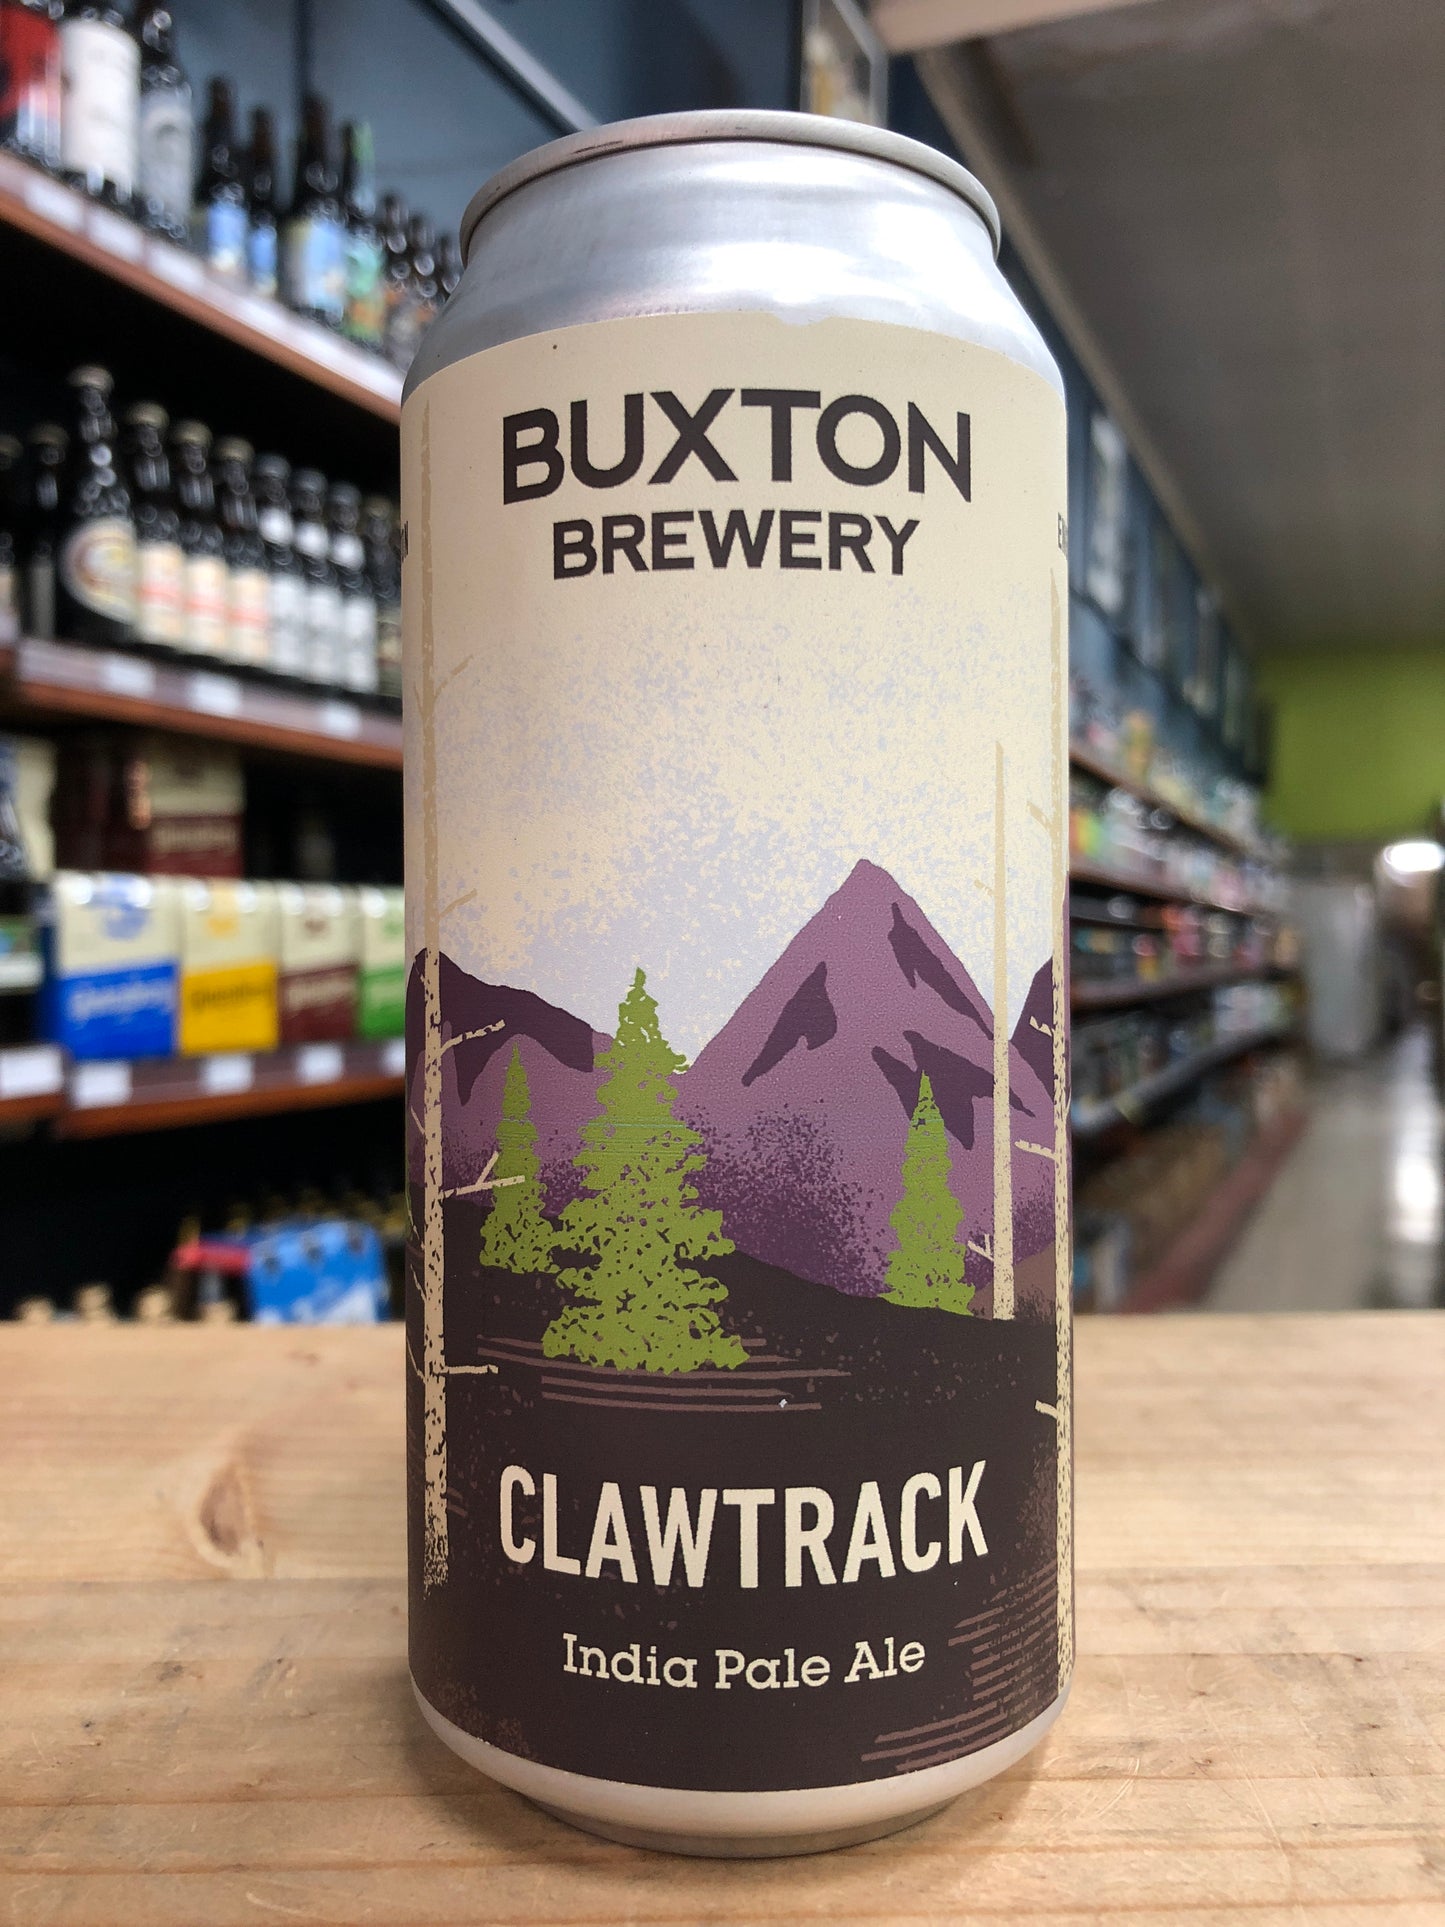 BUXTON
BREWERY
CLAWTRACK
India Pale Ale